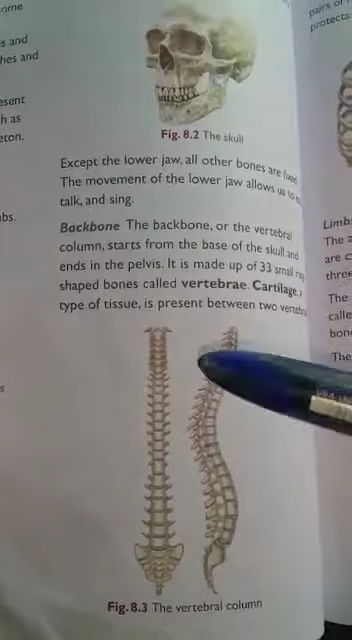 ome
s and
hes and
esent
h as
eton.
bs.
s
Fig. 8.2 The skull
Except the lower jaw, all other bones are fixed.
The movement of the lower jaw allows us to
talk, and sing.
Backbone The backbone, or the vertebral
column, starts from the base of the skull and
ends in the pelvis. It is made up of 33 small
shaped bones called vertebrae. Cartilage, a
type of tissue, is present between two vertebra
Fig. 8.3 The vertebral column
pairs of
protects
Limbs
The a
are c
three
The
calle
bone
The